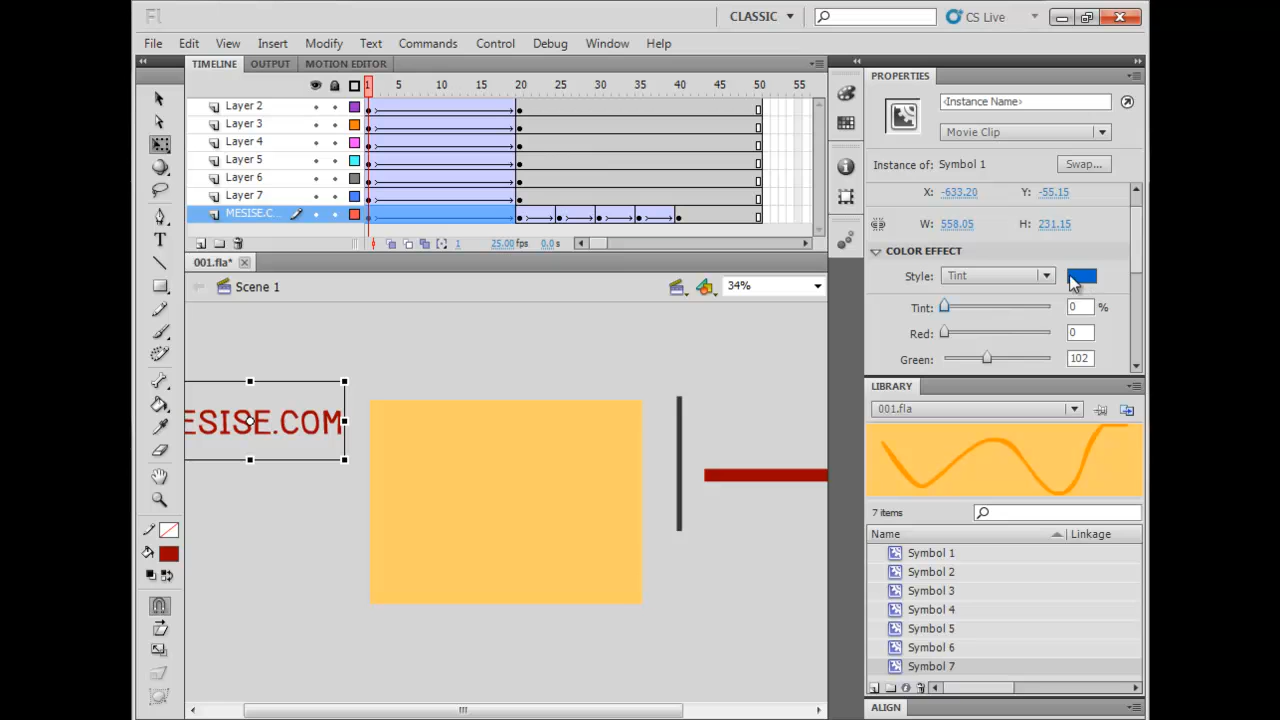 Fl
CLASSIC
CS Live
File Edit View Insert Modify Text Commands Control Debug Window Help
TIMELINE OUTPUT MOTION EDITOR
1 5 10 15 20 25 30 35 40 45 50 55
Layer 2
Layer 3
Layer 4
Layer 5
Layer 6
Layer 7
MESISE.C...
1 25.00 fps 0.0 s
001.fla*
Scene 1
34%
ESISE.COM
PROPERTIES
<Instance Name>
Movie Clip
Instance of: Symbol 1 Swap...
X: -633.20 Y: -55.15
W: 558.05 H: 231.15
COLOR EFFECT
Style: Tint
Tint: 0 %
Red: 0
Green: 102
LIBRARY
001.fla
7 items
Name Linkage
Symbol 1
Symbol 2
Symbol 3
Symbol 4
Symbol 5
Symbol 6
Symbol 7
ALIGN